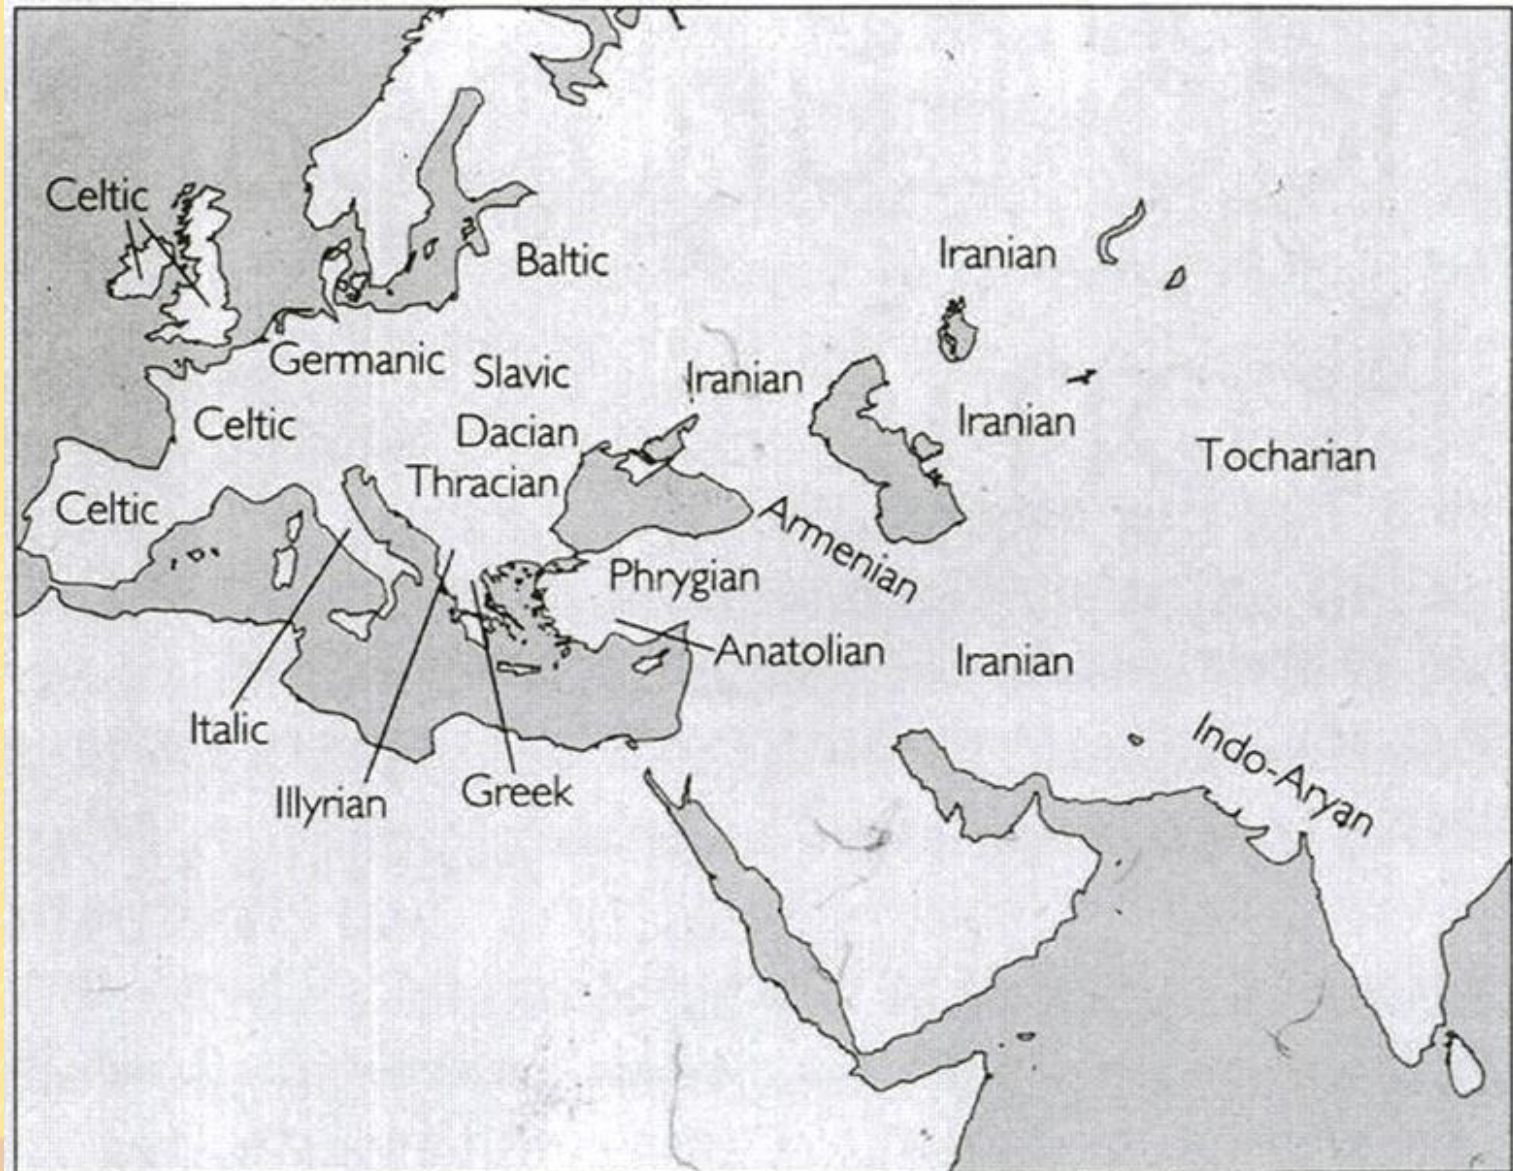 Celtic
Baltic
Iranian
Germanic
Slavic
Iranian
Celtic
Dacian
Iranian
Tocharian
Thracian
Celtic
Armenian
Phrygian
Anatolian
Iranian
Italic
Indo-Aryan
Illyrian
Greek